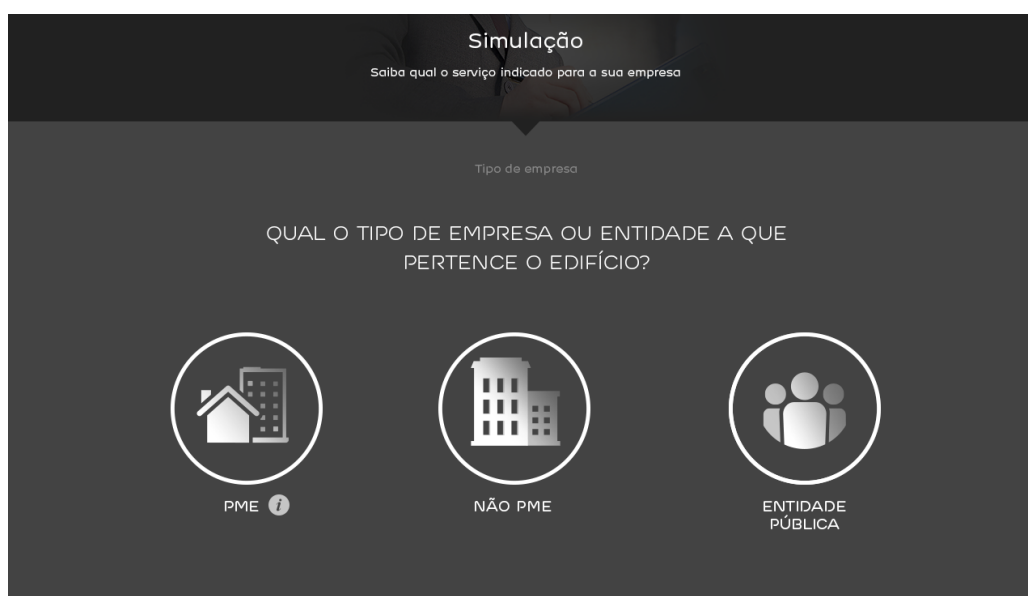 Simulação
Saiba qual o serviço indicado para a sua empresa
Tipo de empresa
QUAL O TIPO DE EMPRESA OU ENTIDADE A QUE
PERTENCE O EDIFÍCIO?
PME i
NÃO PME
ENTIDADE
PÚBLICA